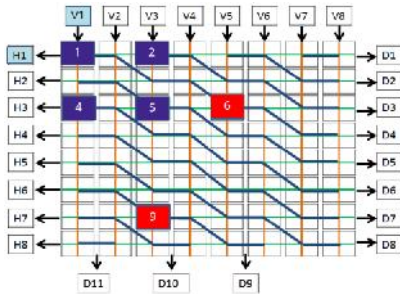 V1 V2 V3 V4 V5 V6 V7 V8
H1 1 2 D1
H2 D2
H3 4 5 6 D3
H4 D4
H5 D5
H6 D6
H7 9 D7
H8 D8
D11 D10 D9